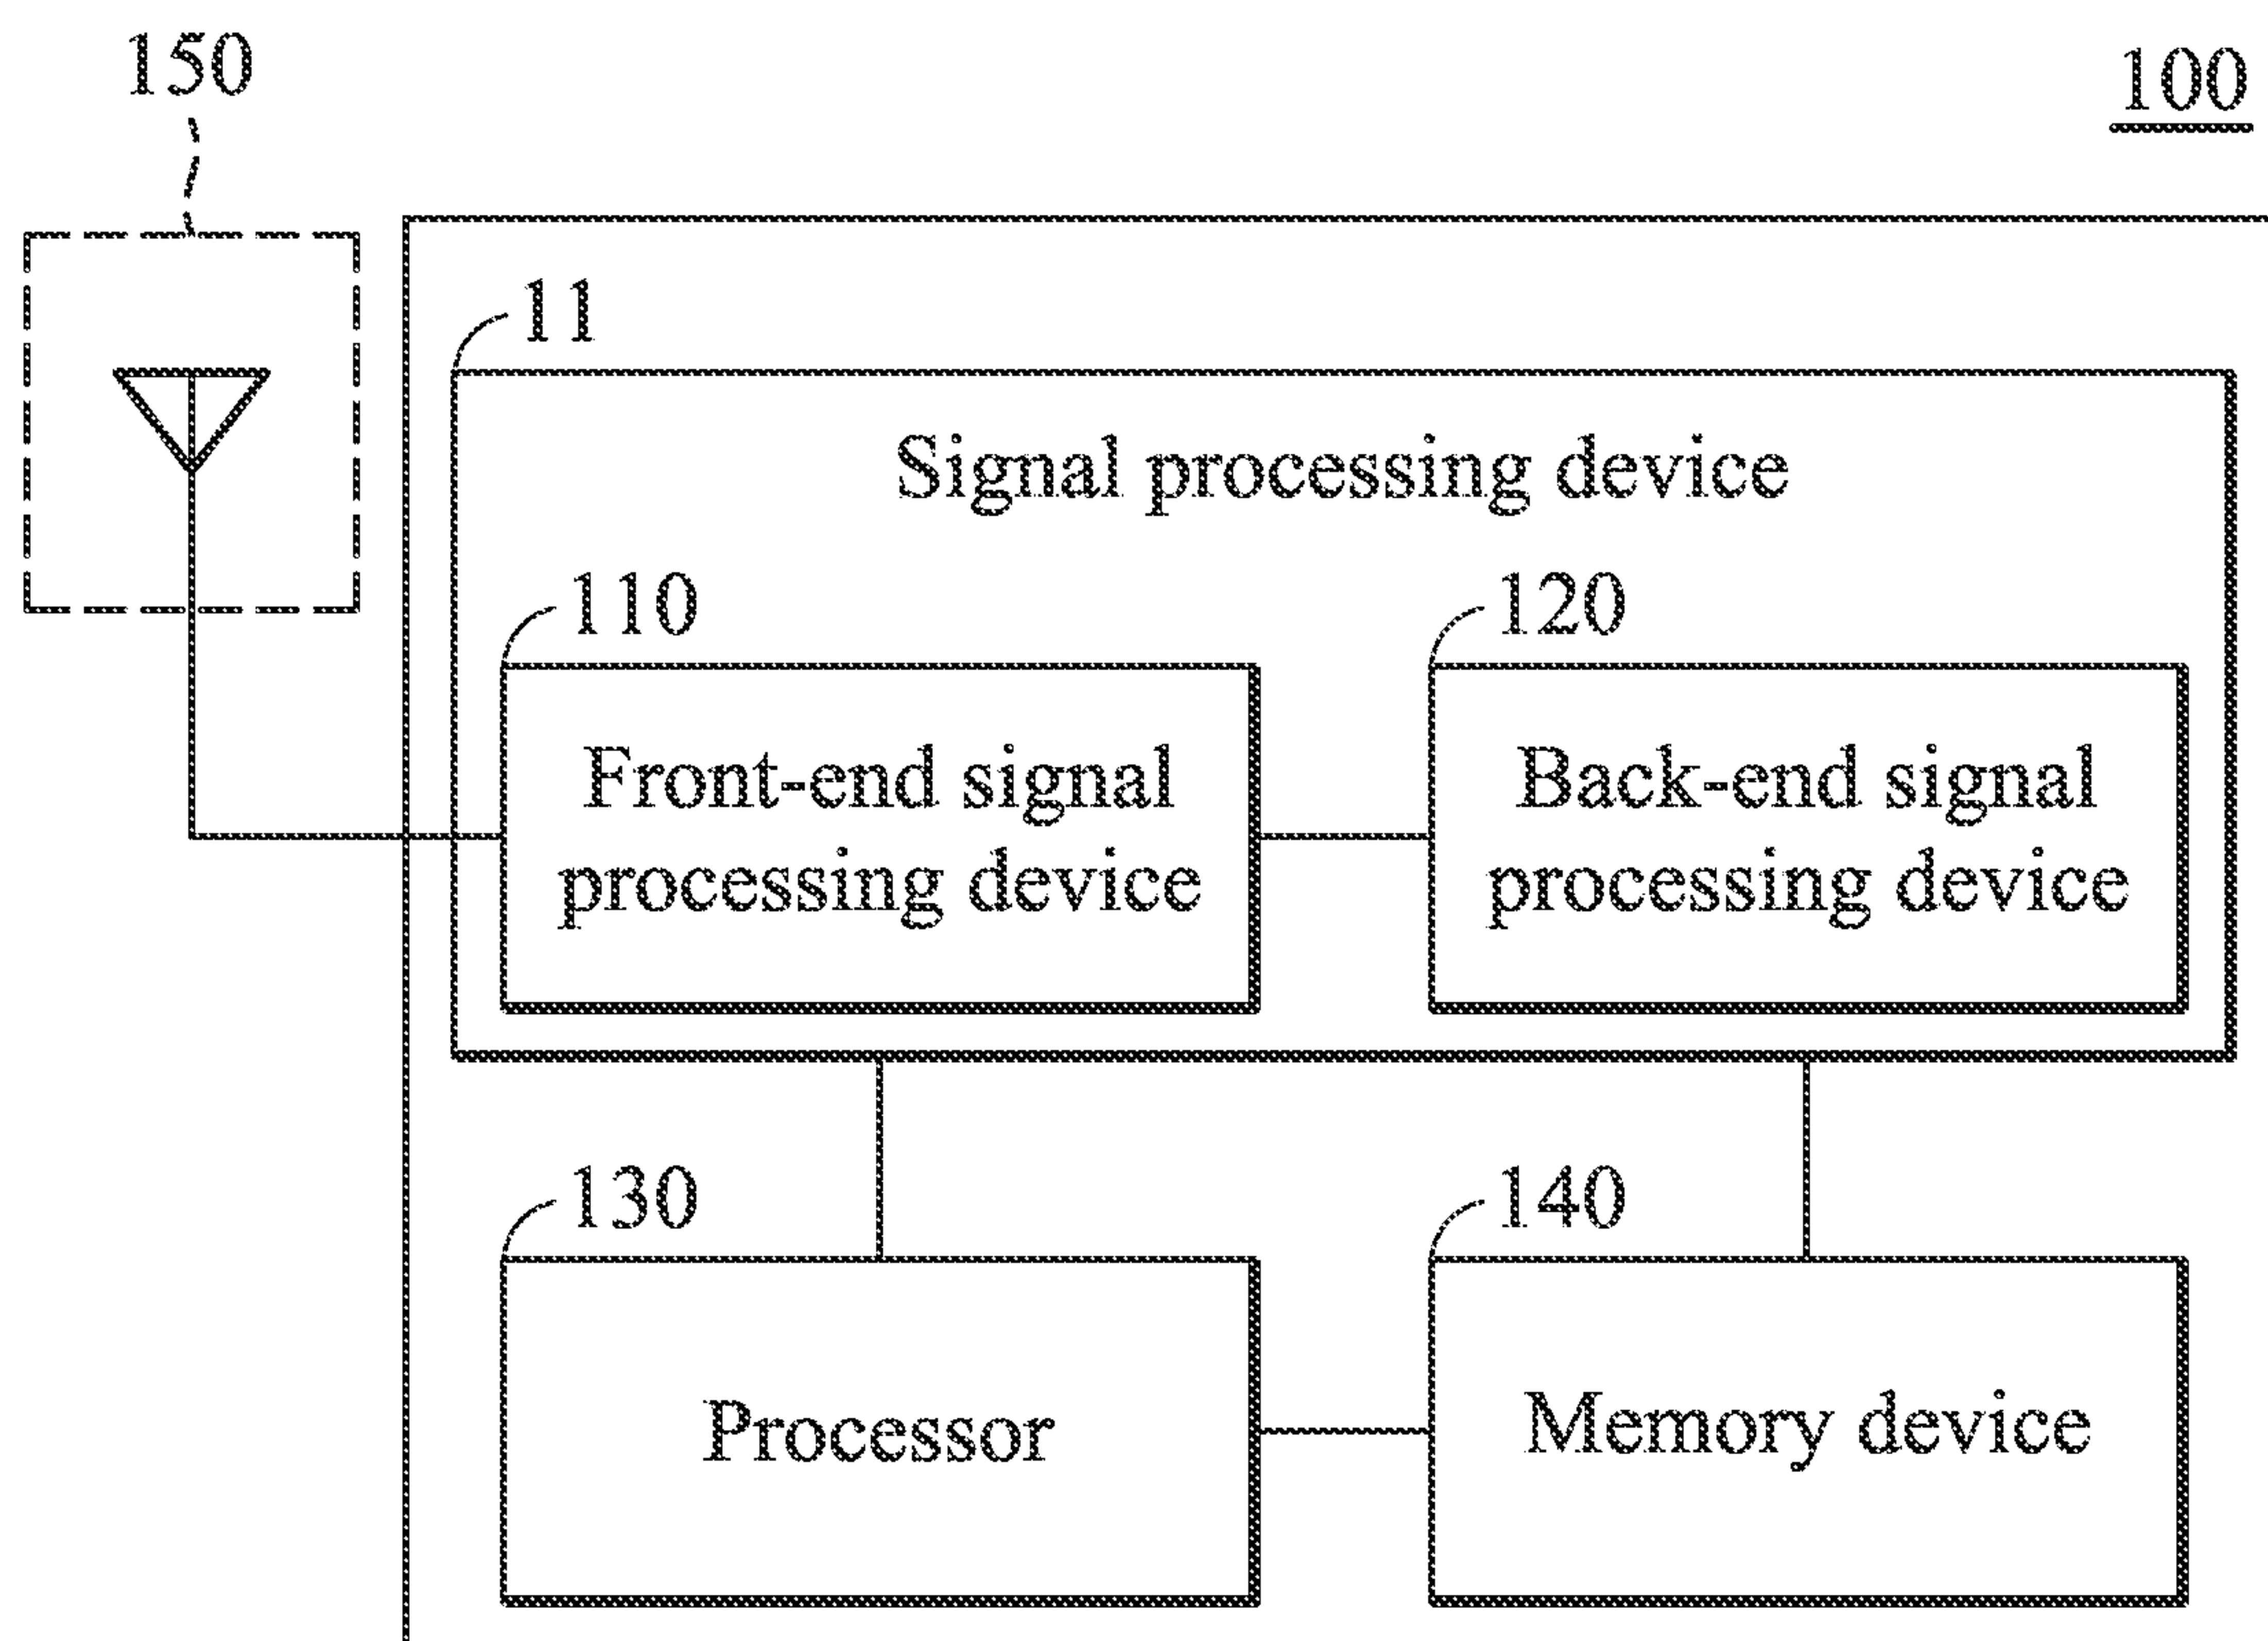 150
100
11
Signal processing device
110
120
Front-end signal
processing device
Back-end signal
processing device
130
140
Processor
Memory device